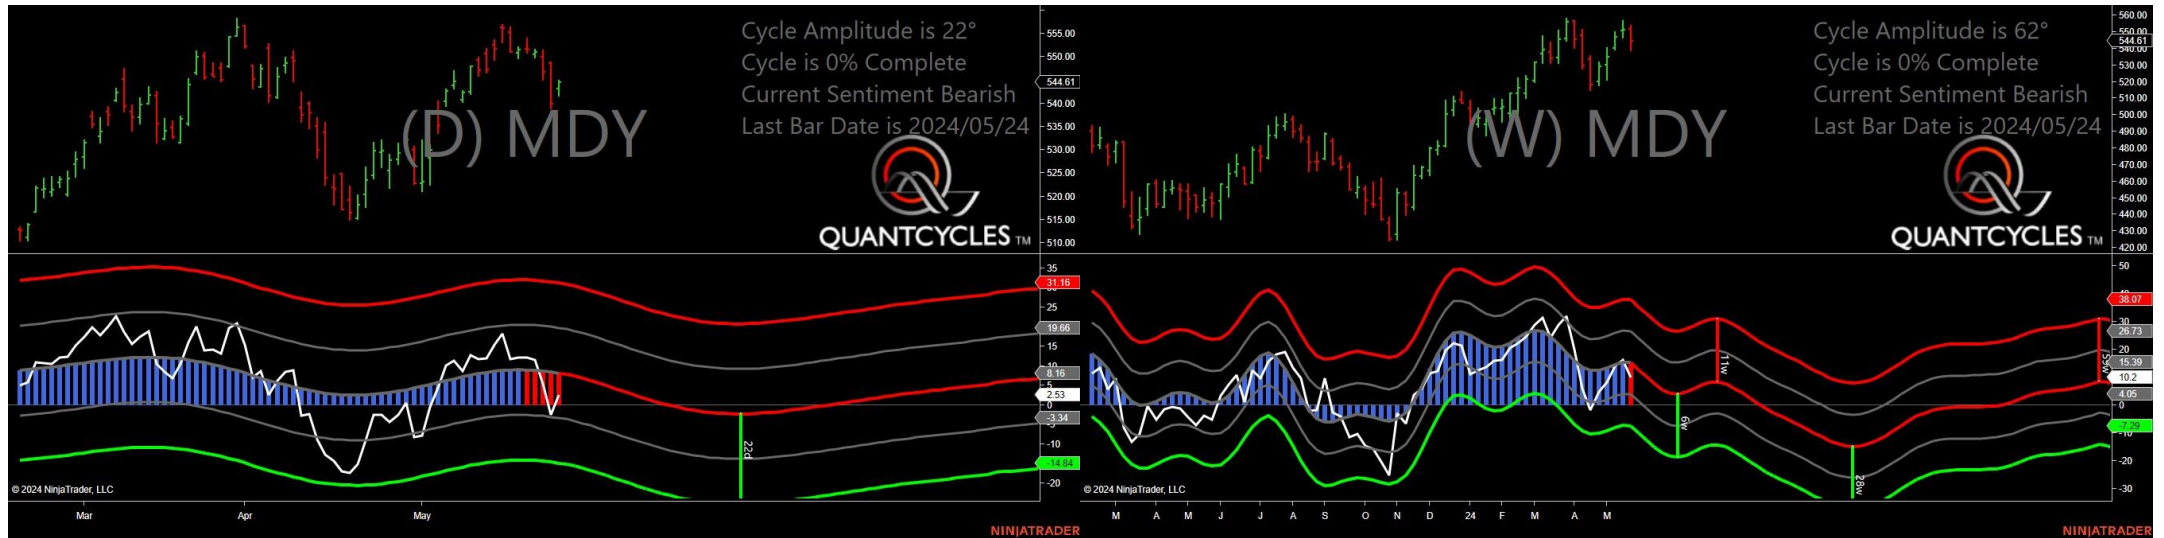 Cycle Amplitude is 22°
Cycle is 0% Complete
Current Sentiment Bearish
Last Bar Date is 2024/05/24
(D) MDY
QUANTCYCLES TM
555.00
550.00
544.61
540.00
535.00
530.00
525.00
520.00
515.00
510.00
35
31.16
25
19.66
15
8.16
2.53
0
-3.34
-10
-14.84
-20
22d
© 2024 NinjaTrader, LLC
Mar Apr May
NINJATRADER
Cycle Amplitude is 62°
Cycle is 0% Complete
Current Sentiment Bearish
Last Bar Date is 2024/05/24
(W) MDY
QUANTCYCLES TM
560.00
550.00
544.61
540.00
530.00
520.00
510.00
500.00
490.00
480.00
470.00
460.00
450.00
440.00
430.00
420.00
50
38.07
30
26.73
20
15.39
10.2
4.05
0
-7.29
-20
-30
11w
6w
28w
59w
© 2024 NinjaTrader, LLC
M A M J J A S O N D 24 F M A M
NINJATRADER